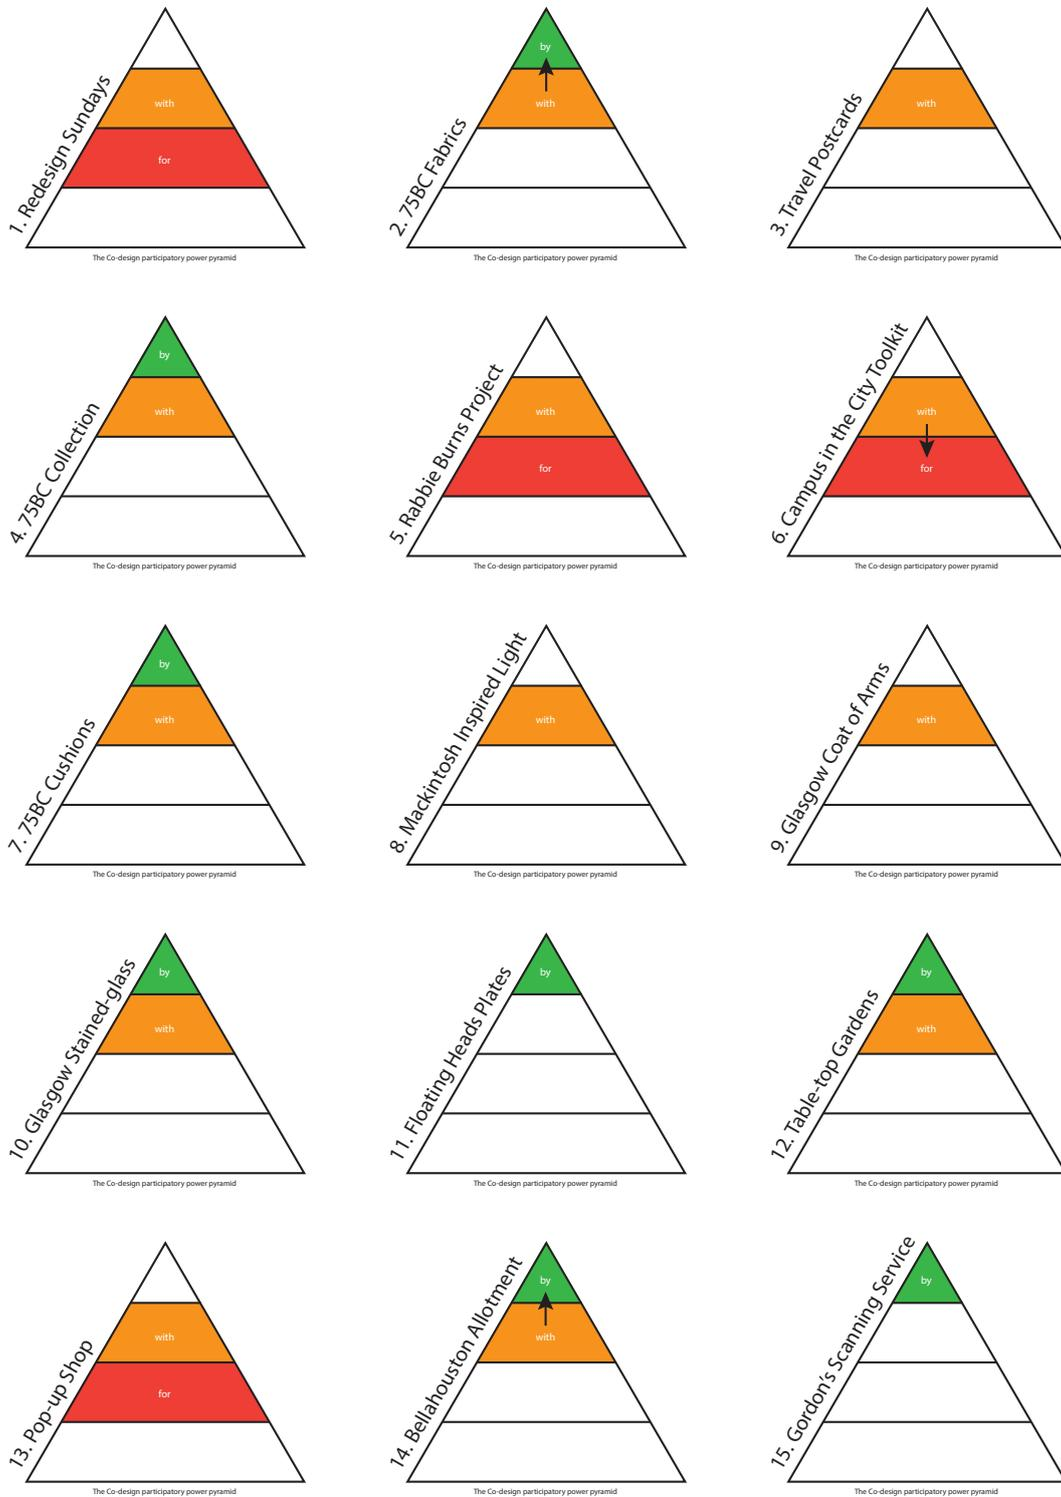 1. Redesign Sundays
with
for
The Co-design participatory power pyramid
2. 75BC Fabrics
by
with
The Co-design participatory power pyramid
3. Travel Postcards
with
The Co-design participatory power pyramid
4. 75BC Collection
by
with
The Co-design participatory power pyramid
5. Rabbie Burns Project
with
for
The Co-design participatory power pyramid
6. Campus in the City Toolkit
with
for
The Co-design participatory power pyramid
7. 75BC Cushions
by
with
The Co-design participatory power pyramid
8. Mackintosh Inspired Light
with
The Co-design participatory power pyramid
9. Glasgow Coat of Arms
with
The Co-design participatory power pyramid
10. Glasgow Stained-glass
by
with
The Co-design participatory power pyramid
11. Floating Heads Plates
by
The Co-design participatory power pyramid
12. Table-top Gardens
by
with
The Co-design participatory power pyramid
13. Pop-up Shop
with
for
The Co-design participatory power pyramid
14. Bellahouston Allotment
by
with
The Co-design participatory power pyramid
15. Gordon's Scanning Service
by
The Co-design participatory power pyramid